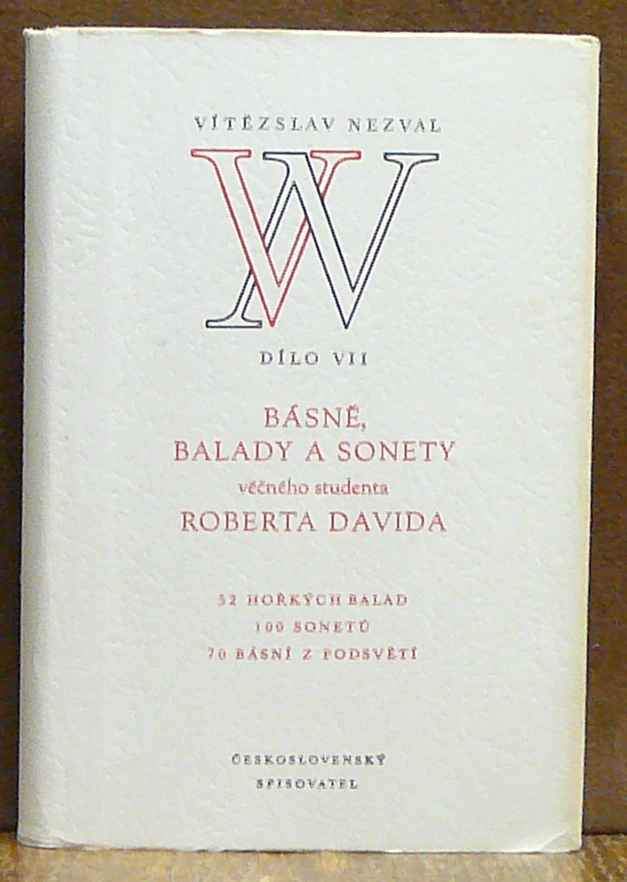 VÍTĚZSLAV NEZVAL
VN
DÍLO VII
BÁSNĚ,
BALADY A SONETY
věčného studenta
ROBERTA DAVIDA
52 HOŘKÝCH BALAD
100 SONETŮ
70 BÁSNÍ Z PODSVĚTÍ
ČESKOSLOVENSKÝ
SPISOVATEL